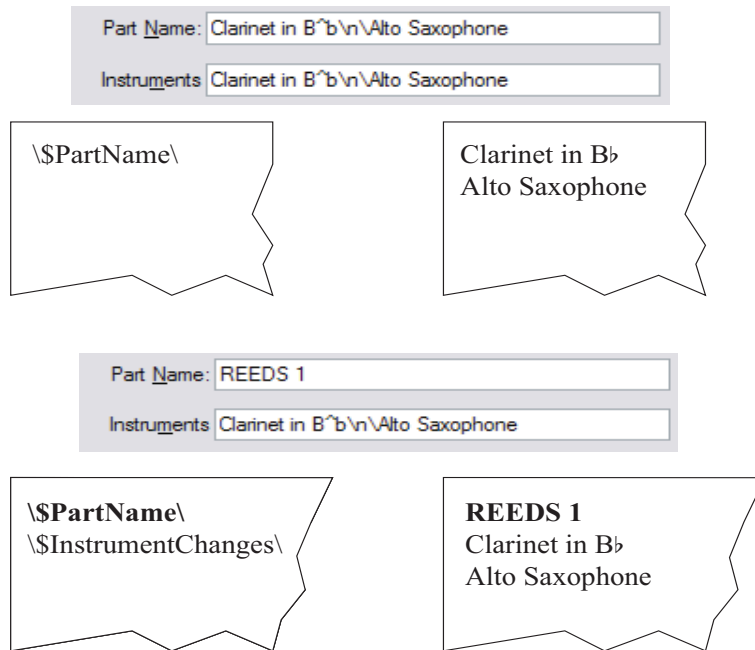 Part Name: Clarinet in B^b\n\Alto Saxophone
Instruments Clarinet in B^b\n\Alto Saxophone
\$PartName\
Clarinet in B♭
Alto Saxophone
Part Name: REEDS 1
Instruments Clarinet in B^b\n\Alto Saxophone
\$PartName\
\$InstrumentChanges\
REEDS 1
Clarinet in B♭
Alto Saxophone